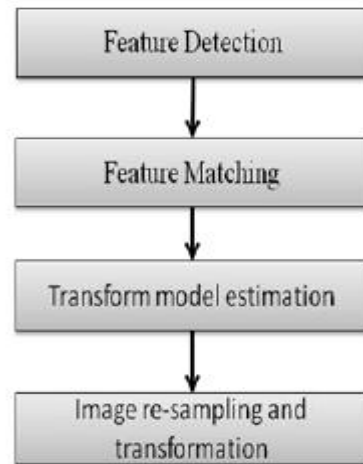 Feature Detection
Feature Matching
Transform model estimation
Image re-sampling and
transformation